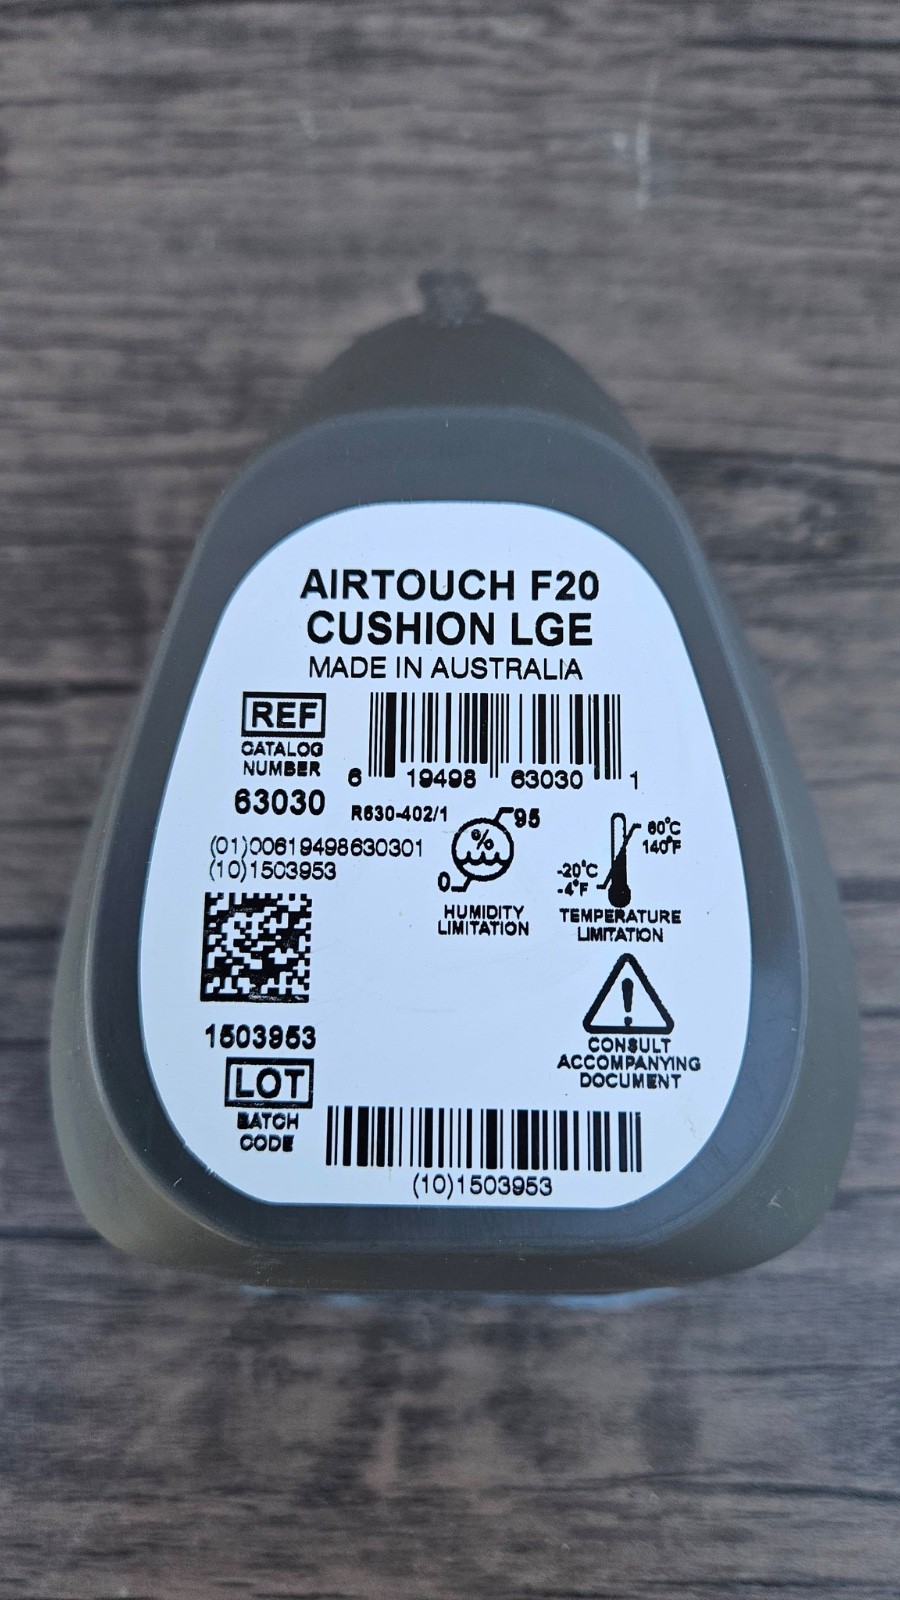 AIRTOUCH F20
CUSHION LGE
MADE IN AUSTRALIA
REF
CATALOG
NUMBER
63030
6 19498 63030 1
R630-402/1
(01)00619498630301
(10)1503953
%
95
0
HUMIDITY
LIMITATION
60°C
140°F
-20°C
-4°F
TEMPERATURE
LIMITATION
!
CONSULT
ACCOMPANYING
DOCUMENT
1503953
LOT
BATCH
CODE
(10)1503953